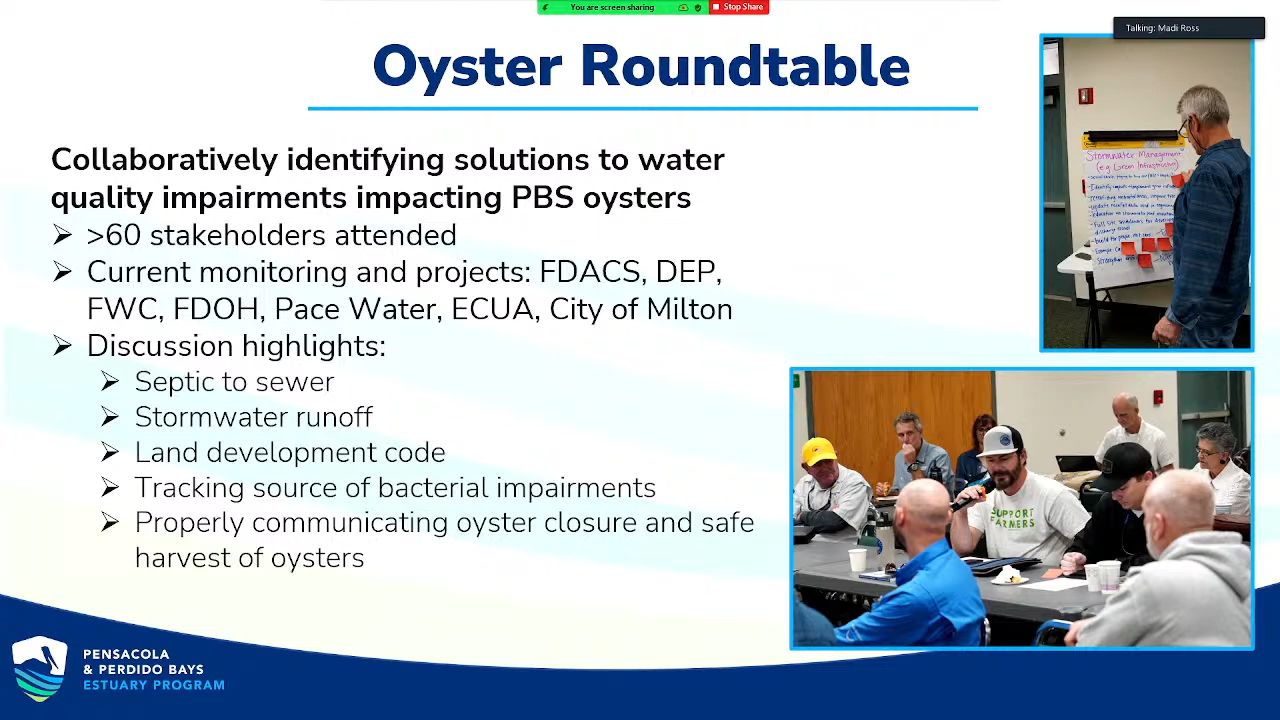 You are screen sharing
Stop Share
Talking: Madi Ross
Oyster Roundtable
Collaboratively identifying solutions to water
quality impairments impacting PBS oysters
➢ >60 stakeholders attended
➢ Current monitoring and projects: FDACS, DEP,
FWC, FDOH, Pace Water, ECUA, City of Milton
➢ Discussion highlights:
➢ Septic to sewer
➢ Stormwater runoff
➢ Land development code
➢ Tracking source of bacterial impairments
➢ Properly communicating oyster closure and safe
harvest of oysters
Stormwater Management
(e.g. Green Infrastructure)
SUPPORT
FARMERS
PENSACOLA
& PERDIDO BAYS
ESTUARY PROGRAM